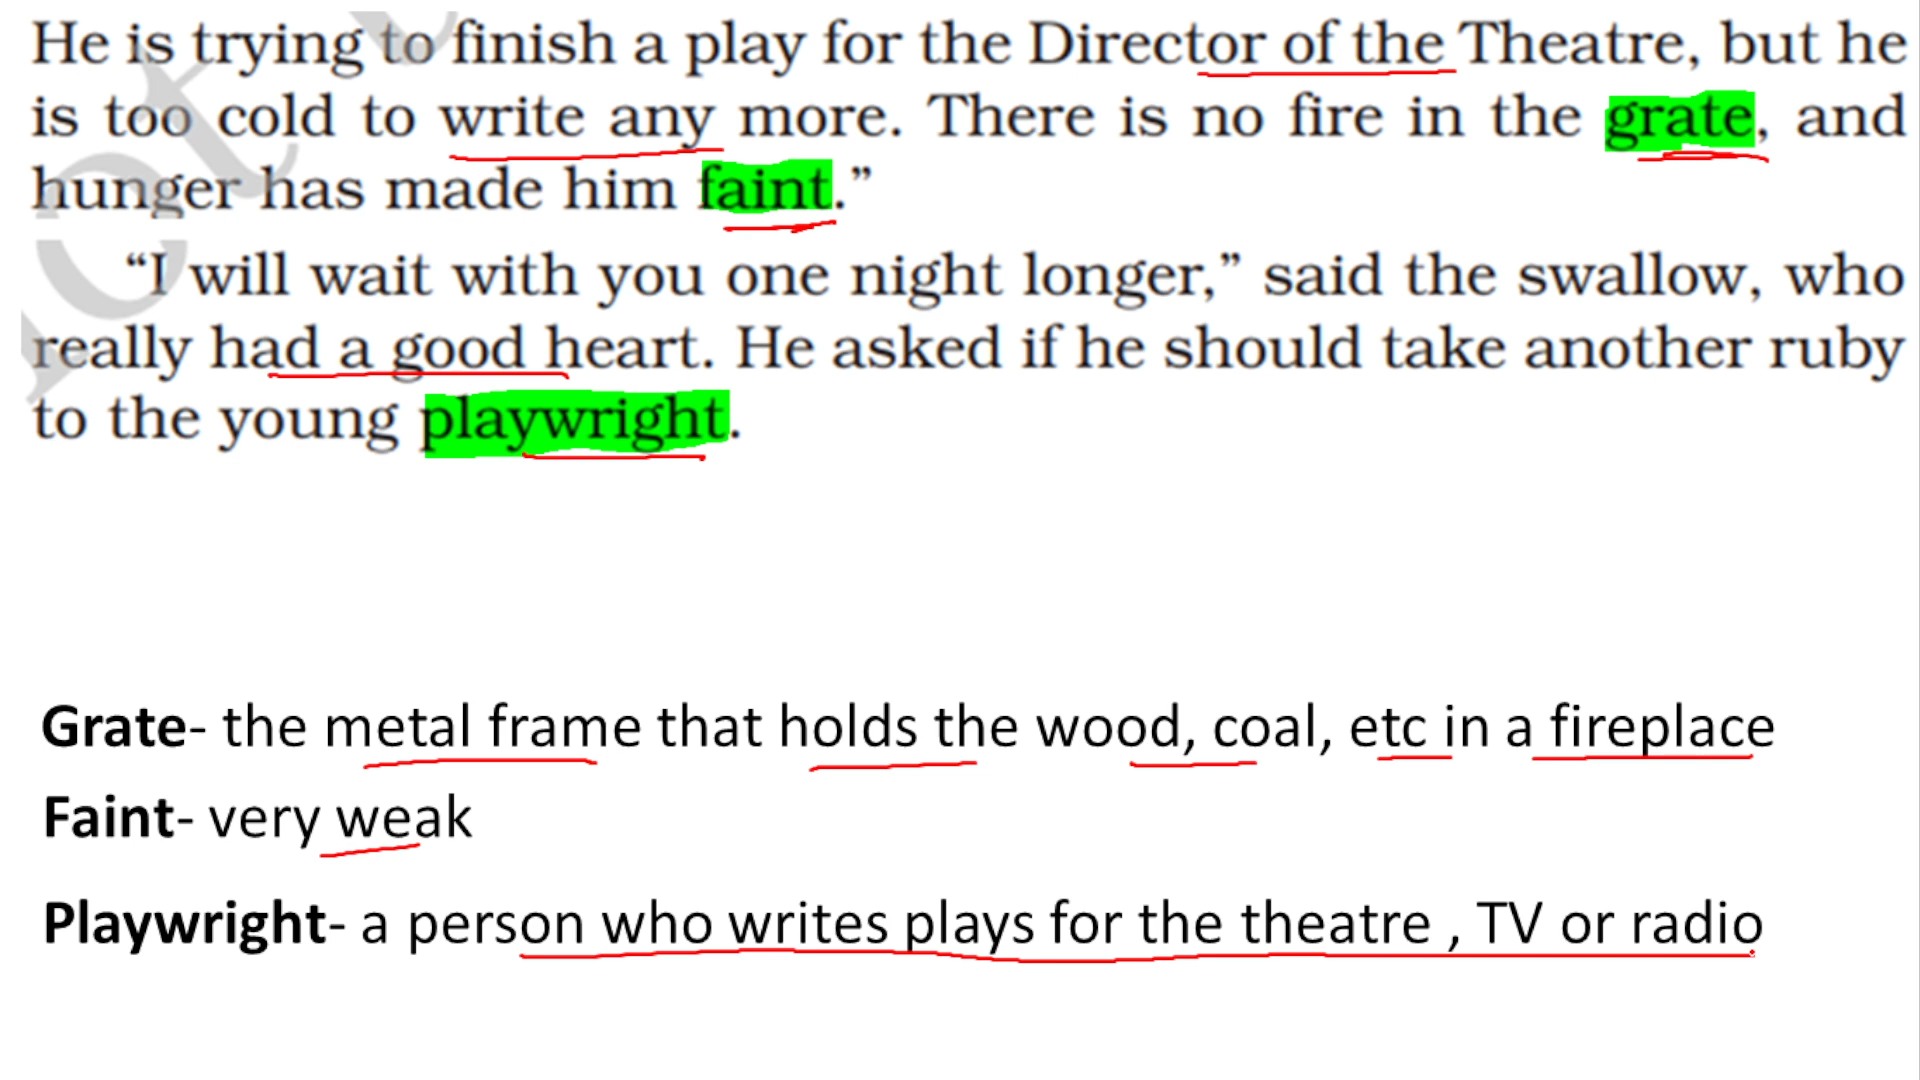 He is trying to finish a play for the Director of the Theatre, but he
is too cold to write any more. There is no fire in the grate, and
hunger has made him faint.”
“I will wait with you one night longer,” said the swallow, who
really had a good heart. He asked if he should take another ruby
to the young playwright.
Grate- the metal frame that holds the wood, coal, etc in a fireplace
Faint- very weak
Playwright- a person who writes plays for the theatre , TV or radio